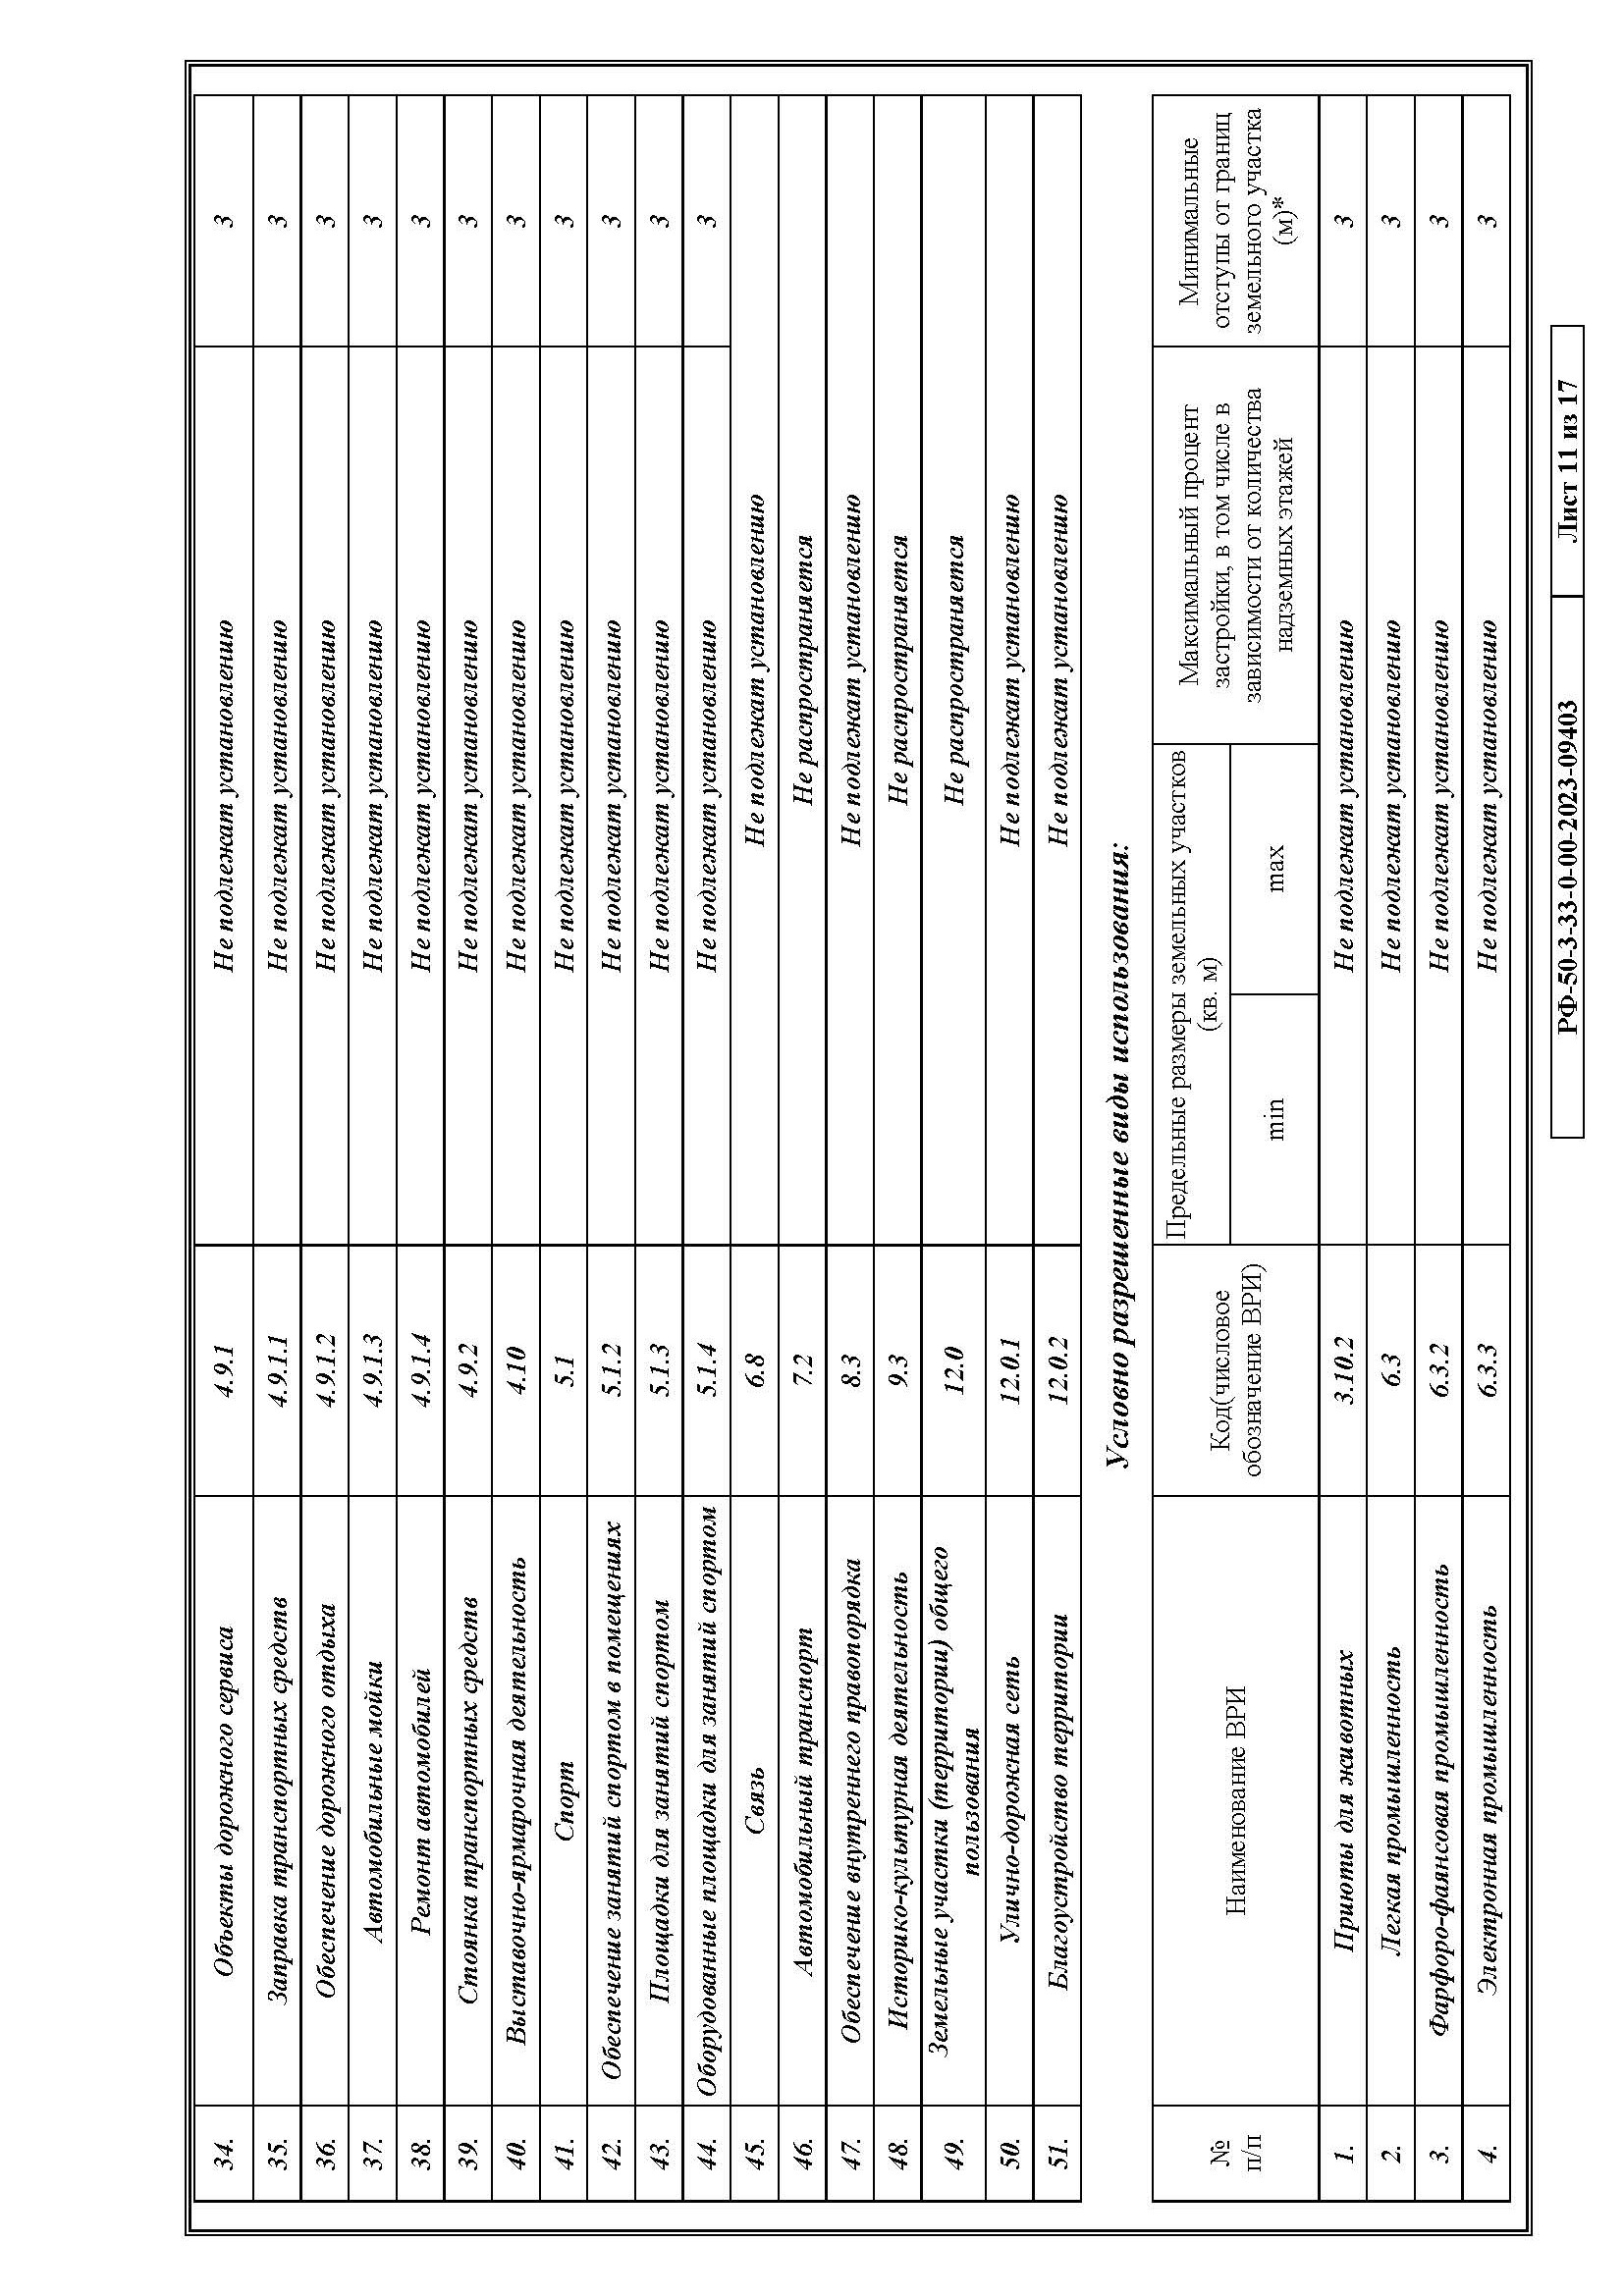 34. Объекты дорожного сервиса 4.9.1 Не подлежат установлению 3
35. Заправка транспортных средств 4.9.1.1 Не подлежат установлению 3
36. Обеспечение дорожного отдыха 4.9.1.2 Не подлежат установлению 3
37. Автомобильные мойки 4.9.1.3 Не подлежат установлению 3
38. Ремонт автомобилей 4.9.1.4 Не подлежат установлению 3
39. Стоянка транспортных средств 4.9.2 Не подлежат установлению 3
40. Выставочно-ярмарочная деятельность 4.10 Не подлежат установлению 3
41. Спорт 5.1 Не подлежат установлению 3
42. Обеспечение занятий спортом в помещениях 5.1.2 Не подлежат установлению 3
43. Площадки для занятий спортом 5.1.3 Не подлежат установлению 3
44. Оборудованные площадки для занятий спортом 5.1.4 Не подлежат установлению 3
45. Связь 6.8 Не подлежат установлению
46. Автомобильный транспорт 7.2 Не распространяется
47. Обеспечение внутреннего правопорядка 8.3 Не подлежат установлению
48. Историко-культурная деятельность 9.3 Не распространяется
49. Земельные участки (территории) общего
пользования 12.0 Не распространяется
50. Улично-дорожная сеть 12.0.1 Не подлежат установлению
51. Благоустройство территории 12.0.2 Не подлежат установлению
Условно разрешенные виды использования:
№
п/п
Наименование ВРИ
Код(числовое
обозначение ВРИ)
Предельные размеры земельных участков
(кв. м)
min
max
Максимальный процент
застройки, в том числе в
зависимости от количества
надземных этажей
Минимальные
отступы от границ
земельного участка
(м)*
1. Приюты для животных 3.10.2 Не подлежат установлению 3
2. Легкая промышленность 6.3 Не подлежат установлению 3
3. Фарфоро-фаянсовая промышленность 6.3.2 Не подлежат установлению 3
4. Электронная промышленность 6.3.3 Не подлежат установлению 3
РФ-50-3-33-0-00-2023-09403 Лист 11 из 17